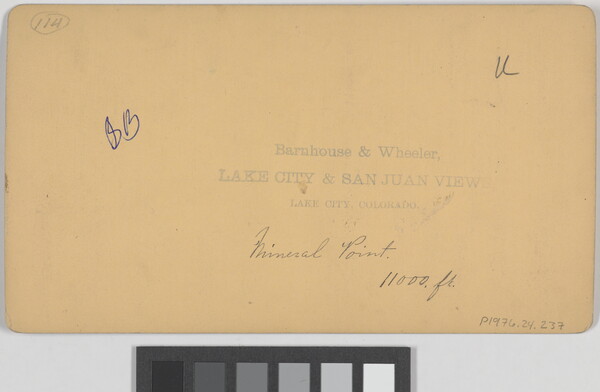 114
U
BB
Barnhouse & Wheeler,
LAKE CITY & SAN JUAN VIEWS
LAKE CITY, COLORADO.
Mineral Point.
11000. ft.
P1976.24.237